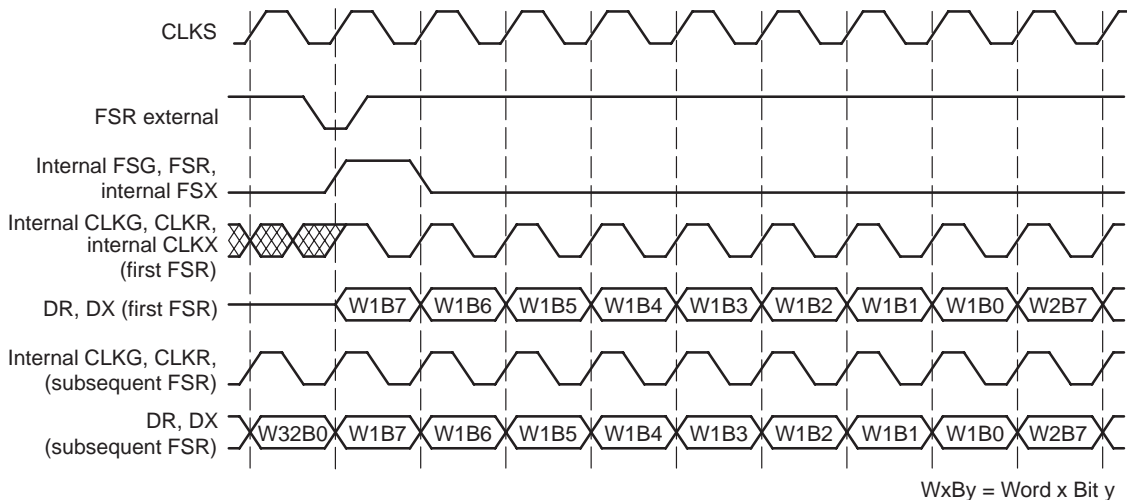 CLKS
FSR external
Internal FSG, FSR,
internal FSX
Internal CLKG, CLKR,
internal CLKX
(first FSR)
DR, DX (first FSR)
W1B7 W1B6 W1B5 W1B4 W1B3 W1B2 W1B1 W1B0 W2B7
Internal CLKG, CLKR,
(subsequent FSR)
DR, DX
(subsequent FSR)
W32B0 W1B7 W1B6 W1B5 W1B4 W1B3 W1B2 W1B1 W1B0 W2B7
WxBy = Word x Bit y